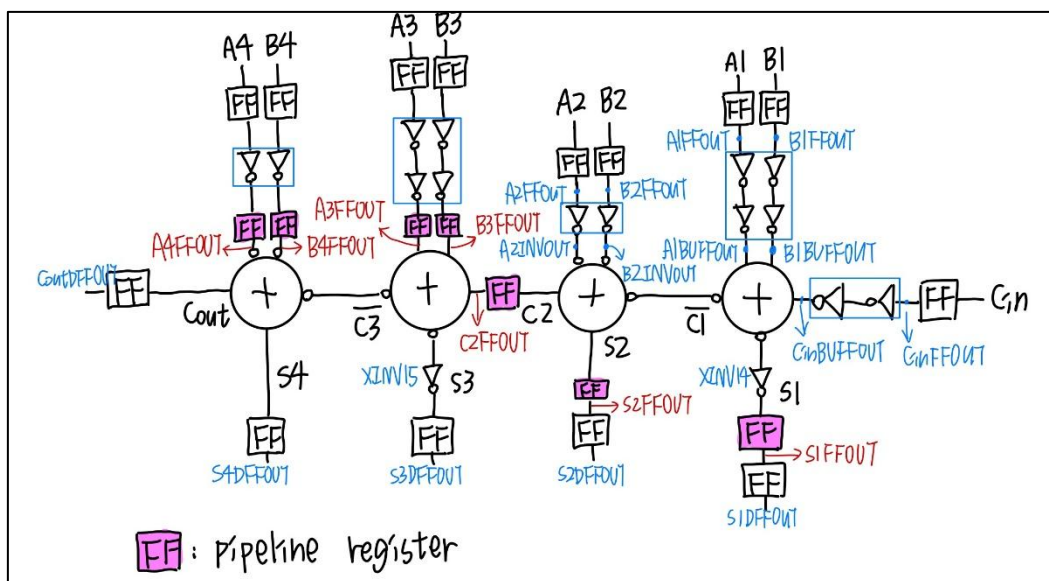 A3 B3
A4 B4
A1 B1
FF FF
A2 B2
FF FF
FF FF
A1FFOUT B1FFOUT
FF FF
A2FFOUT B2FFOUT
A3FFOUT FF FF B3FFOUT
FF FF
A4FFOUT B4FFOUT
A2INVOUT B2INVOUT
A1BUFFOUT B1BUFFOUT
CoutDFFOUT
FF Cout + C3 + FF C2 + C1 + FF Cin
C2FFOUT
CinBUFFOUT CinFFOUT
S4 XINV15 S3 S2 XINV14 S1
FF S2FFOUT
FF S1FFOUT
FF FF FF FF
S4DFFOUT S3DFFOUT S2DFFOUT
S1DFFOUT
FF : pipeline register